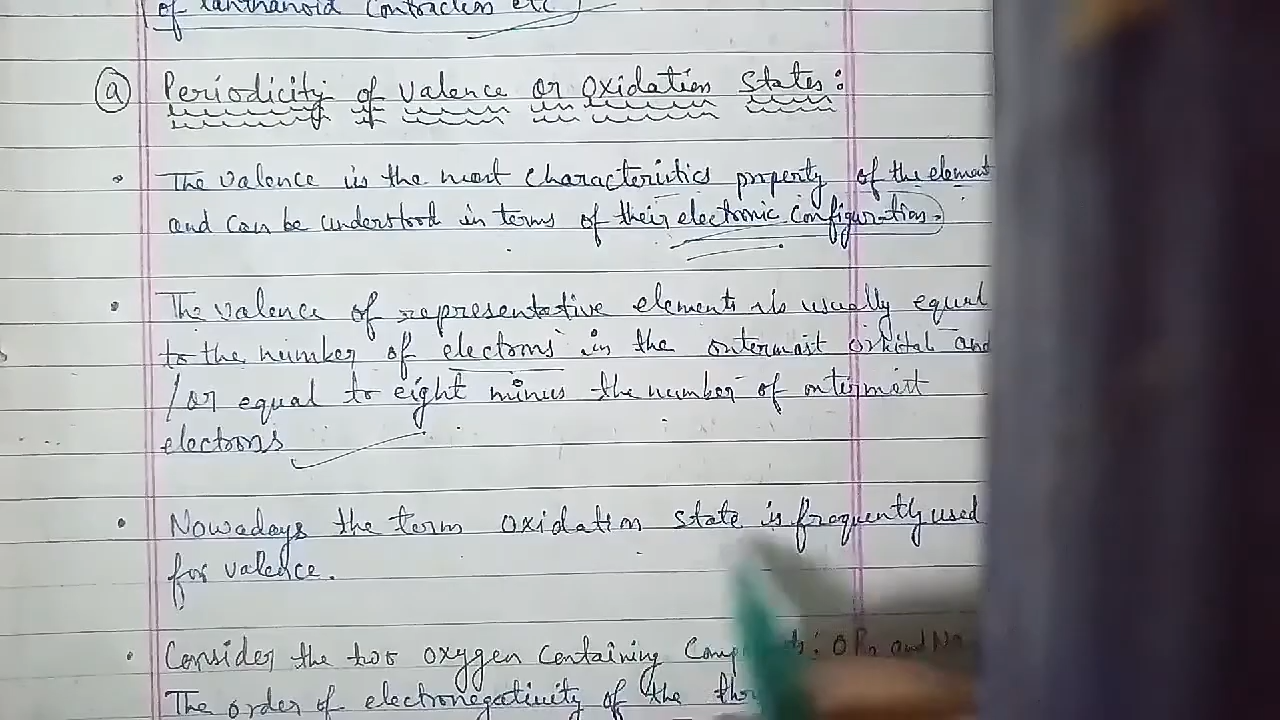 of lanthanoid contraction etc
(a) Periodicity of valence or oxidation states:
• The valence is the most characteristics property of the element
and can be understood in terms of their electronic configuration.
• The valence of representative elements is usually equal
to the number of electrons in the outermost orbital and
/or equal to eight minus the number of outermost
electrons
• Nowadays the term oxidation state is frequently used
for valence.
• Consider the two oxygen containing and
The order of electronegativity of the